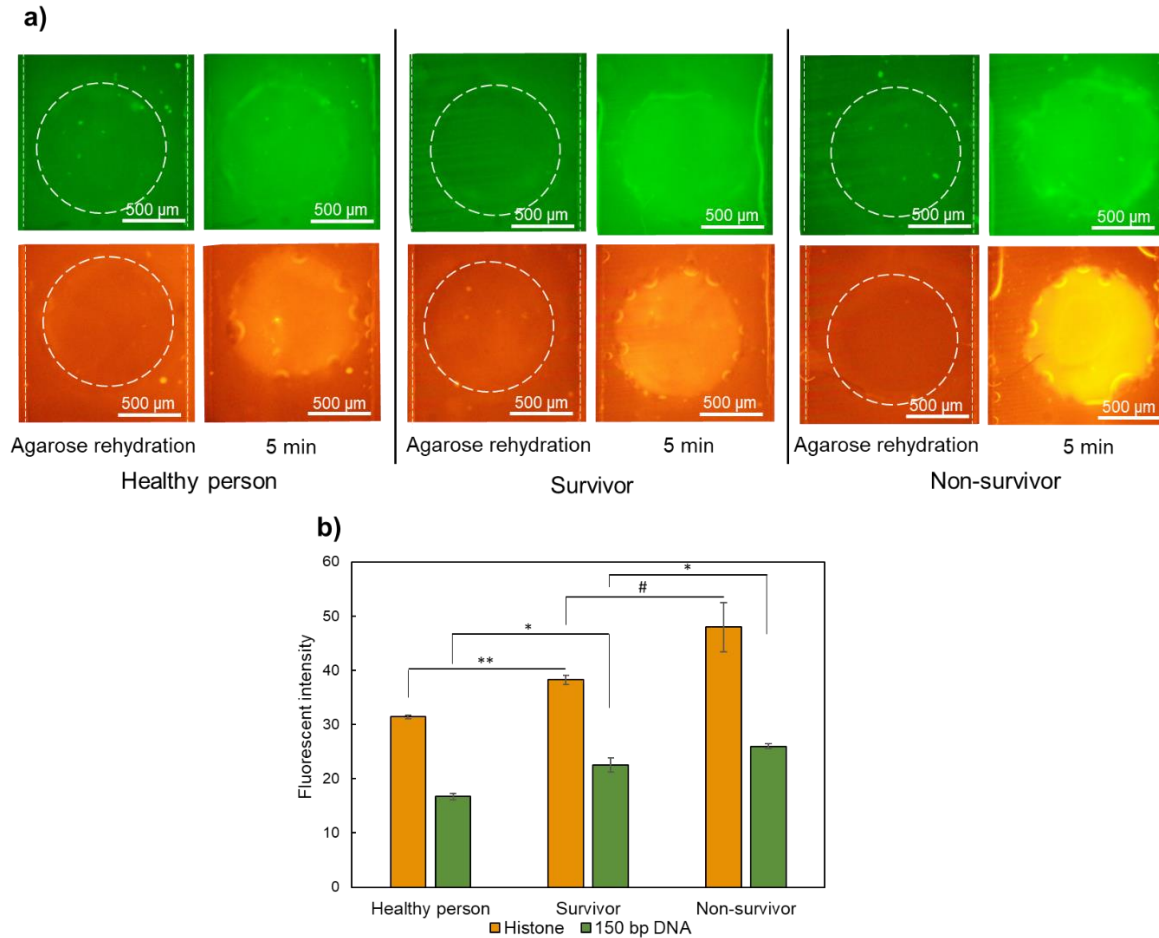 a)
500 µm 500 µm 500 µm 500 µm 500 µm 500 µm
500 µm 500 µm 500 µm 500 µm 500 µm 500 µm
Agarose rehydration 5 min Agarose rehydration 5 min Agarose rehydration 5 min
Healthy person Survivor Non-survivor
b)
60
50
40
30
20
10
0
Fluorescent intensity
*
#
*
**
Healthy person Survivor Non-survivor
Histone 150 bp DNA